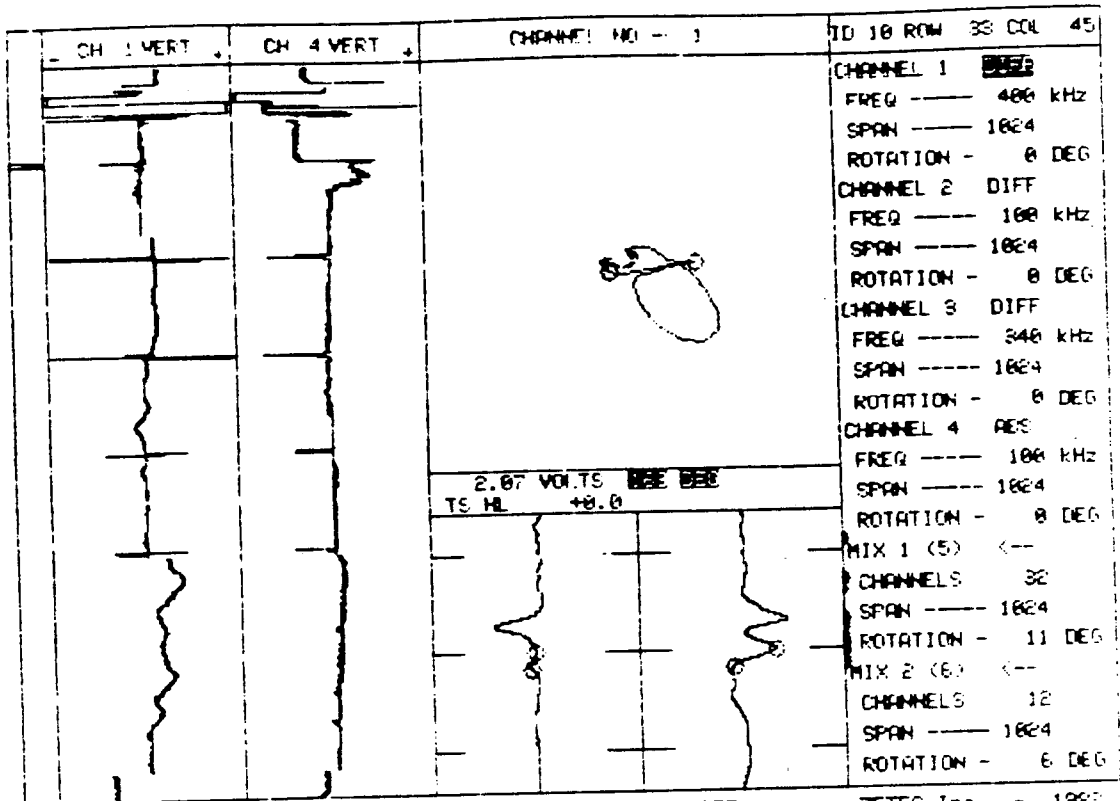 - CH 1 VERT +
CH 4 VERT +
CHANNEL NO - 1
2.07 VOLTS
TS HL +0.0
ID 10 ROW 33 COL 45
CHANNEL 1
FREQ ----- 400 kHz
SPAN ----- 1024
ROTATION - 0 DEG
CHANNEL 2 DIFF
FREQ ----- 100 kHz
SPAN ----- 1024
ROTATION - 0 DEG
CHANNEL 3 DIFF
FREQ ----- 340 kHz
SPAN ----- 1024
ROTATION - 0 DEG
CHANNEL 4 ABS
FREQ ----- 100 kHz
SPAN ----- 1024
ROTATION - 0 DEG
MIX 1 (5) <--
CHANNELS 32
SPAN ----- 1024
ROTATION - 11 DEG
MIX 2 (6) <--
CHANNELS 12
SPAN ----- 1024
ROTATION - 6 DEG